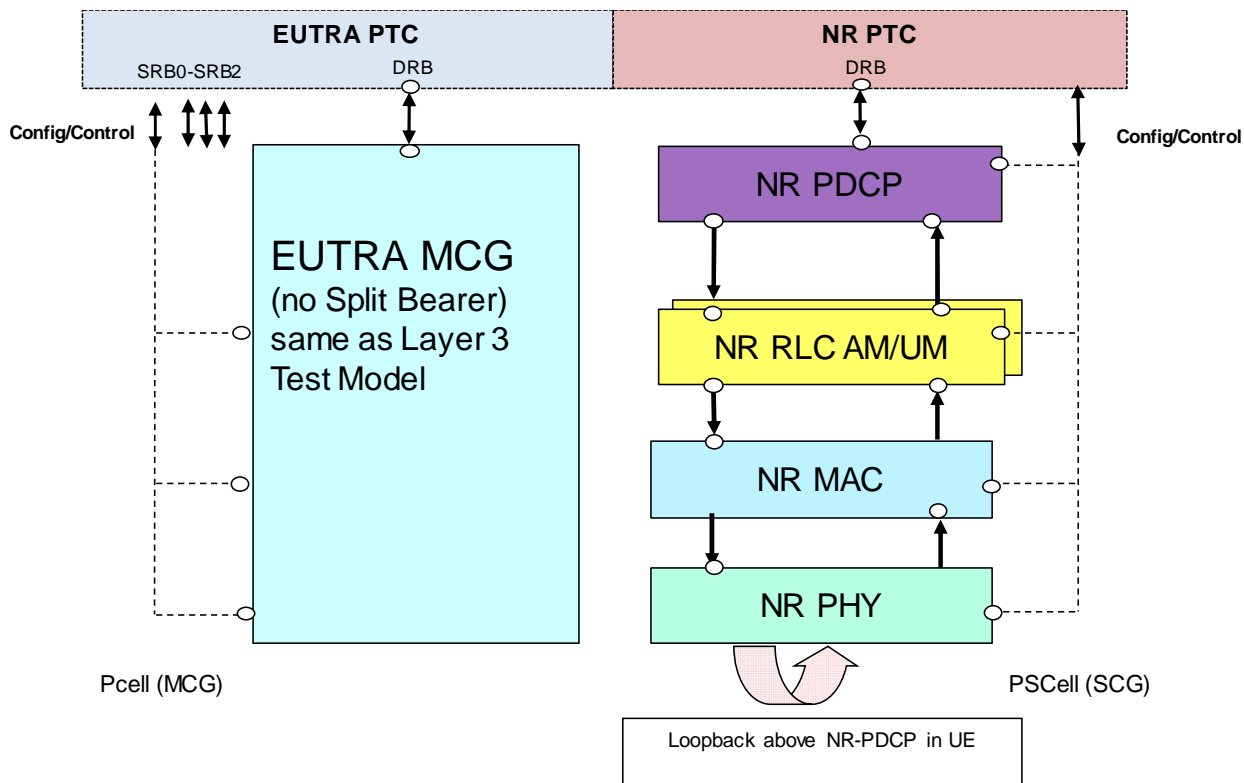 EUTRA PTC
NR PTC
SRB0-SRB2
DRB
DRB
Config/Control
Config/Control
NR PDCP
EUTRA MCG
(no Split Bearer)
same as Layer 3
Test Model
NR RLC AM/UM
NR MAC
NR PHY
Pcell (MCG)
PSCell (SCG)
Loopback above NR-PDCP in UE